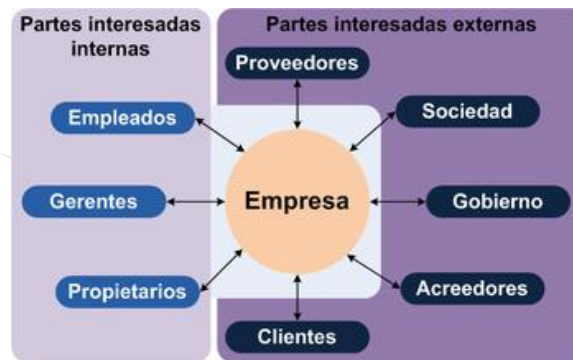 Partes interesadas
internas
Partes interesadas externas
Proveedores
Empleados
Sociedad
Gerentes
Empresa
Gobierno
Propietarios
Acreedores
Clientes